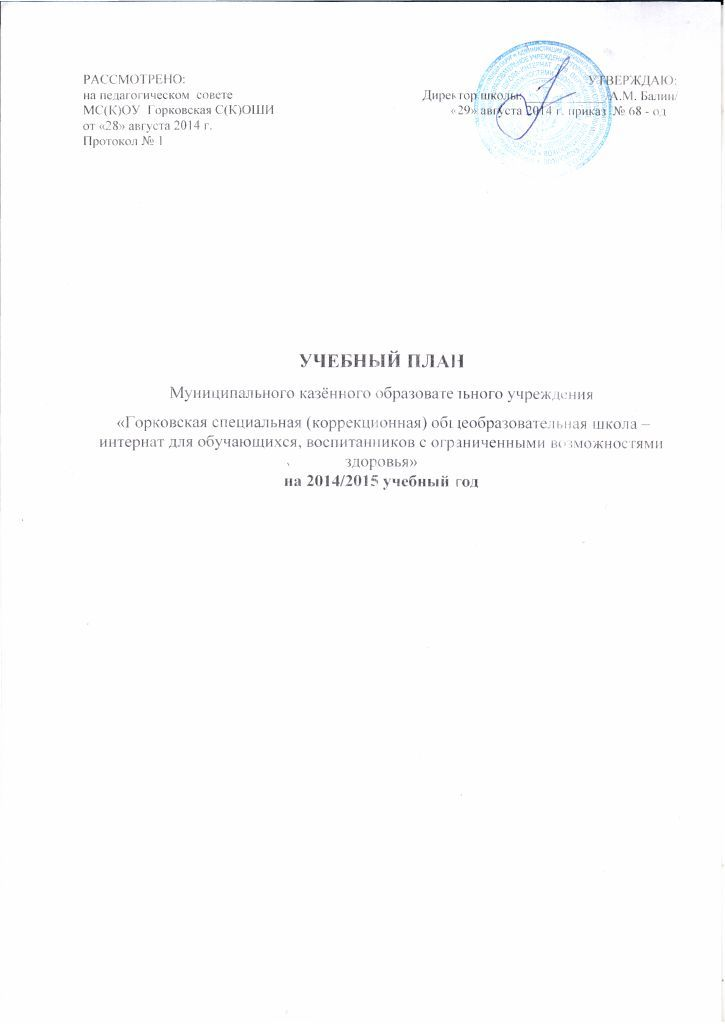 РАССМОТРЕНО:
на педагогическом совете
МС(К)ОУ Горковская С(К)ОШИ
от «28» августа 2014 г.
Протокол № 1
УТВЕРЖДАЮ:
Директор школы: А.М. Балин/
«29» августа 2014 г. приказ № 68 - од
УЧЕБНЫЙ ПЛАН
Муниципального казённого образовательного учреждения
«Горковская специальная (коррекционная) общеобразовательная школа –
интернат для обучающихся, воспитанников с ограниченными возможностями
здоровья»
на 2014/2015 учебный год